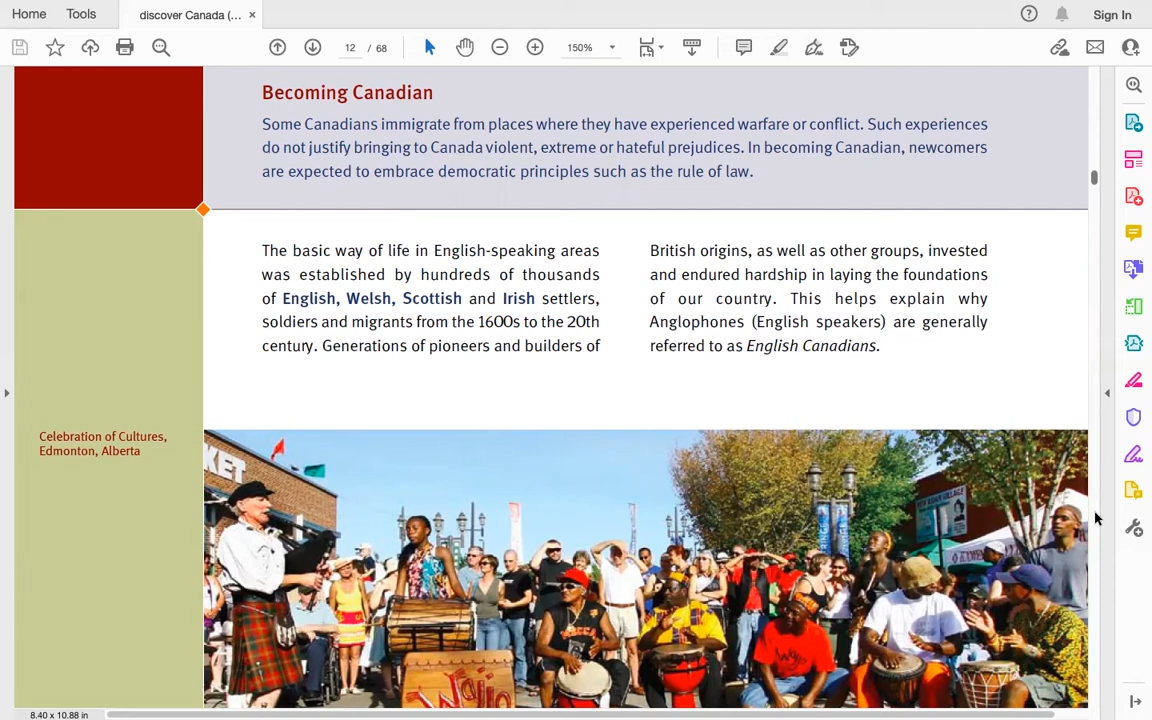 Home Tools discover Canada (... × Sign In
12 / 68 150%
Becoming Canadian
Some Canadians immigrate from places where they have experienced warfare or conflict. Such experiences
do not justify bringing to Canada violent, extreme or hateful prejudices. In becoming Canadian, newcomers
are expected to embrace democratic principles such as the rule of law.
The basic way of life in English-speaking areas
was established by hundreds of thousands
of English, Welsh, Scottish and Irish settlers,
soldiers and migrants from the 1600s to the 20th
century. Generations of pioneers and builders of
British origins, as well as other groups, invested
and endured hardship in laying the foundations
of our country. This helps explain why
Anglophones (English speakers) are generally
referred to as English Canadians.
Celebration of Cultures,
Edmonton, Alberta
KET
8.40 x 10.88 in